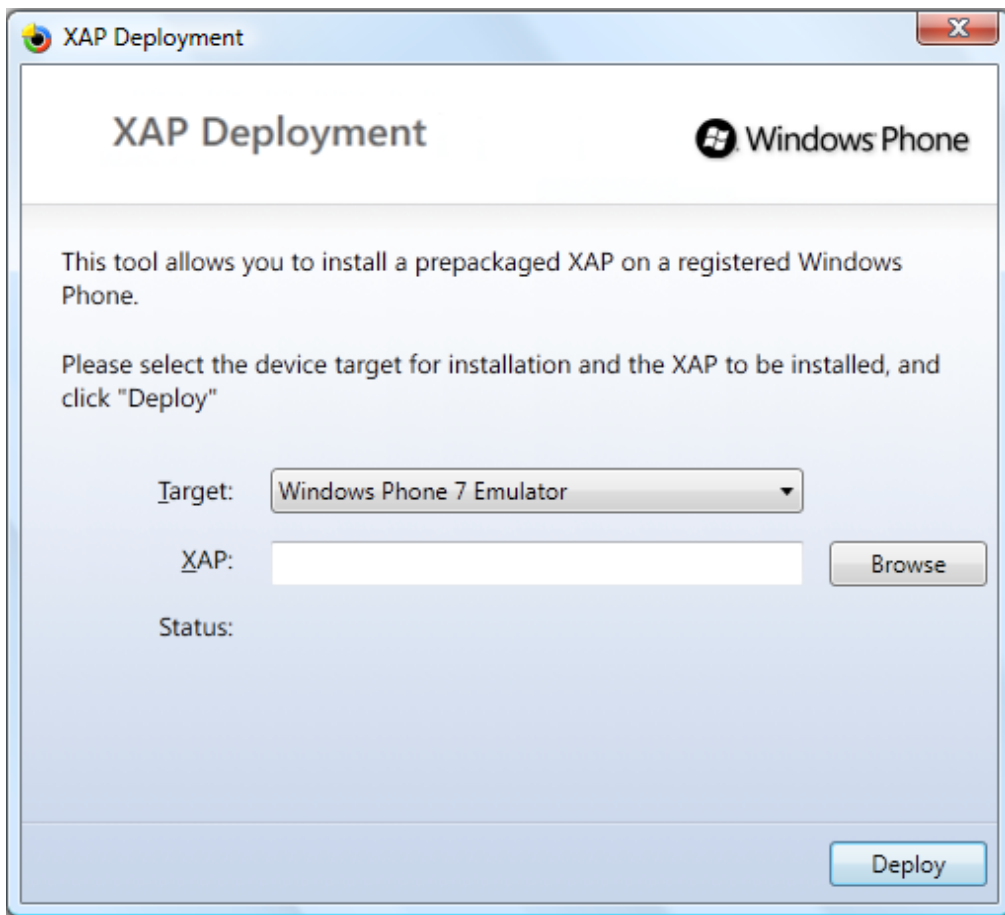 XAP Deployment
XAP Deployment
Windows Phone
This tool allows you to install a prepackaged XAP on a registered Windows
Phone.
Please select the device target for installation and the XAP to be installed, and
click "Deploy"
Target: Windows Phone 7 Emulator
XAP: Browse
Status:
Deploy